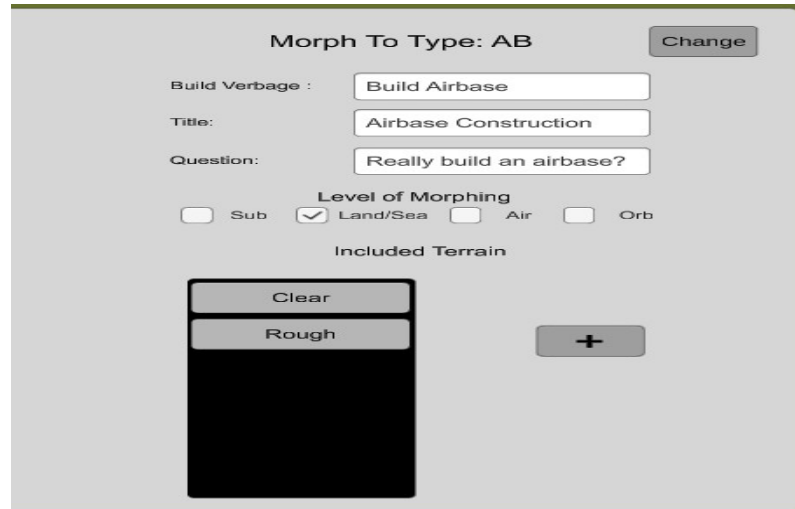 Morph To Type: AB
Change
Build Verbage :
Build Airbase
Title:
Airbase Construction
Question:
Really build an airbase?
Level of Morphing
Sub
Land/Sea
Air
Orb
Included Terrain
Clear
Rough
+